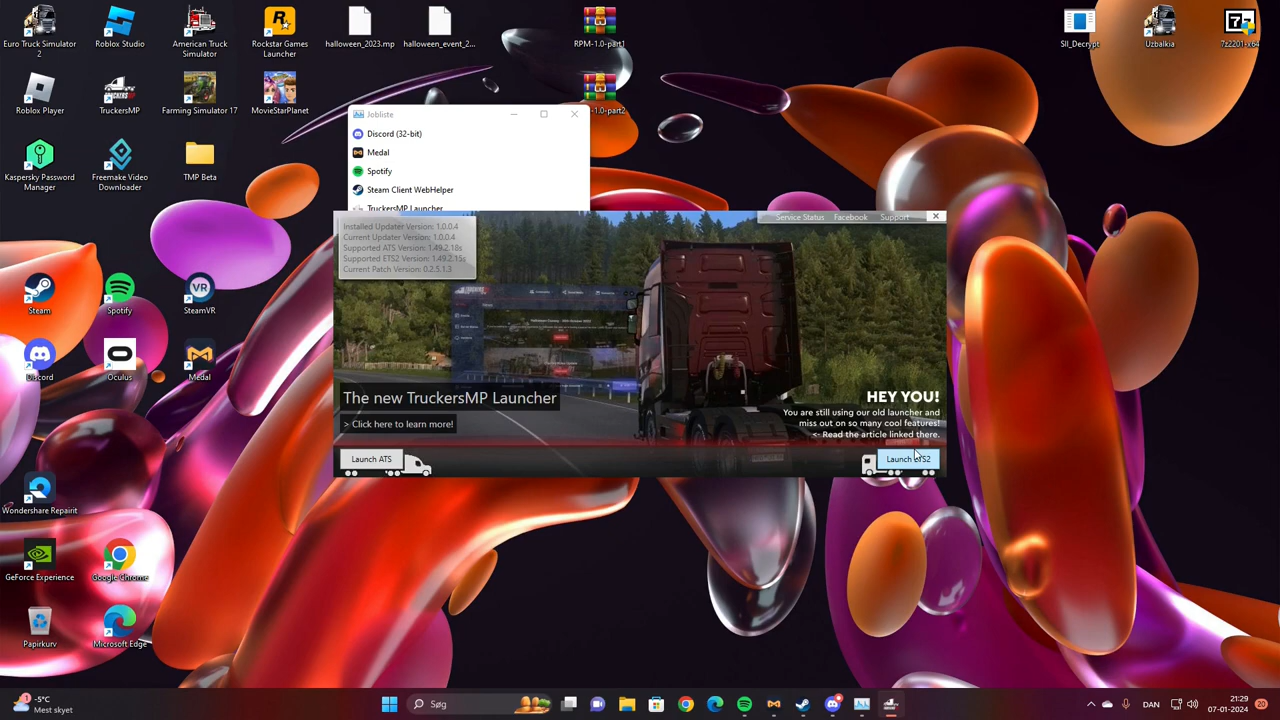 Euro Truck Simulator
2
Roblox Studio
American Truck
Simulator
Rockstar Games
Launcher
halloween_2023.mp
halloween_event_2...
RPM-1.0-part1
Sll_Decrypt
Uzbalkia
7z2201-x64
Roblox Player
TruckersMP
Farming Simulator 17
MovieStarPlanet
-1.0-part2
Jobliste
Discord (32-bit)
Medal
Spotify
Steam Client WebHelper
TruckersMP Launcher
Kaspersky Password
Manager
Freemake Video
Downloader
TMP Beta
Service Status
Facebook
Support
Installed Updater Version: 1.0.0.4
Current Updater Version: 1.0.0.4
Supported ATS Version: 1.49.2.18s
Supported ETS2 Version: 1.49.2.15s
Current Patch Version: 0.2.5.1.3
Steam
Spotify
SteamVR
Discord
Oculus
Medal
The new TruckersMP Launcher
> Click here to learn more!
HEY YOU!
You are still using our old launcher and
miss out on so many cool features!
<- Read the article linked there.
Launch ATS
Launch ETS2
Wondershare Repairit
GeForce Experience
Google Chrome
Papirkurv
Microsoft Edge
1
-5°C
Mest skyet
Søg
DAN
21:29
07-01-2024
20